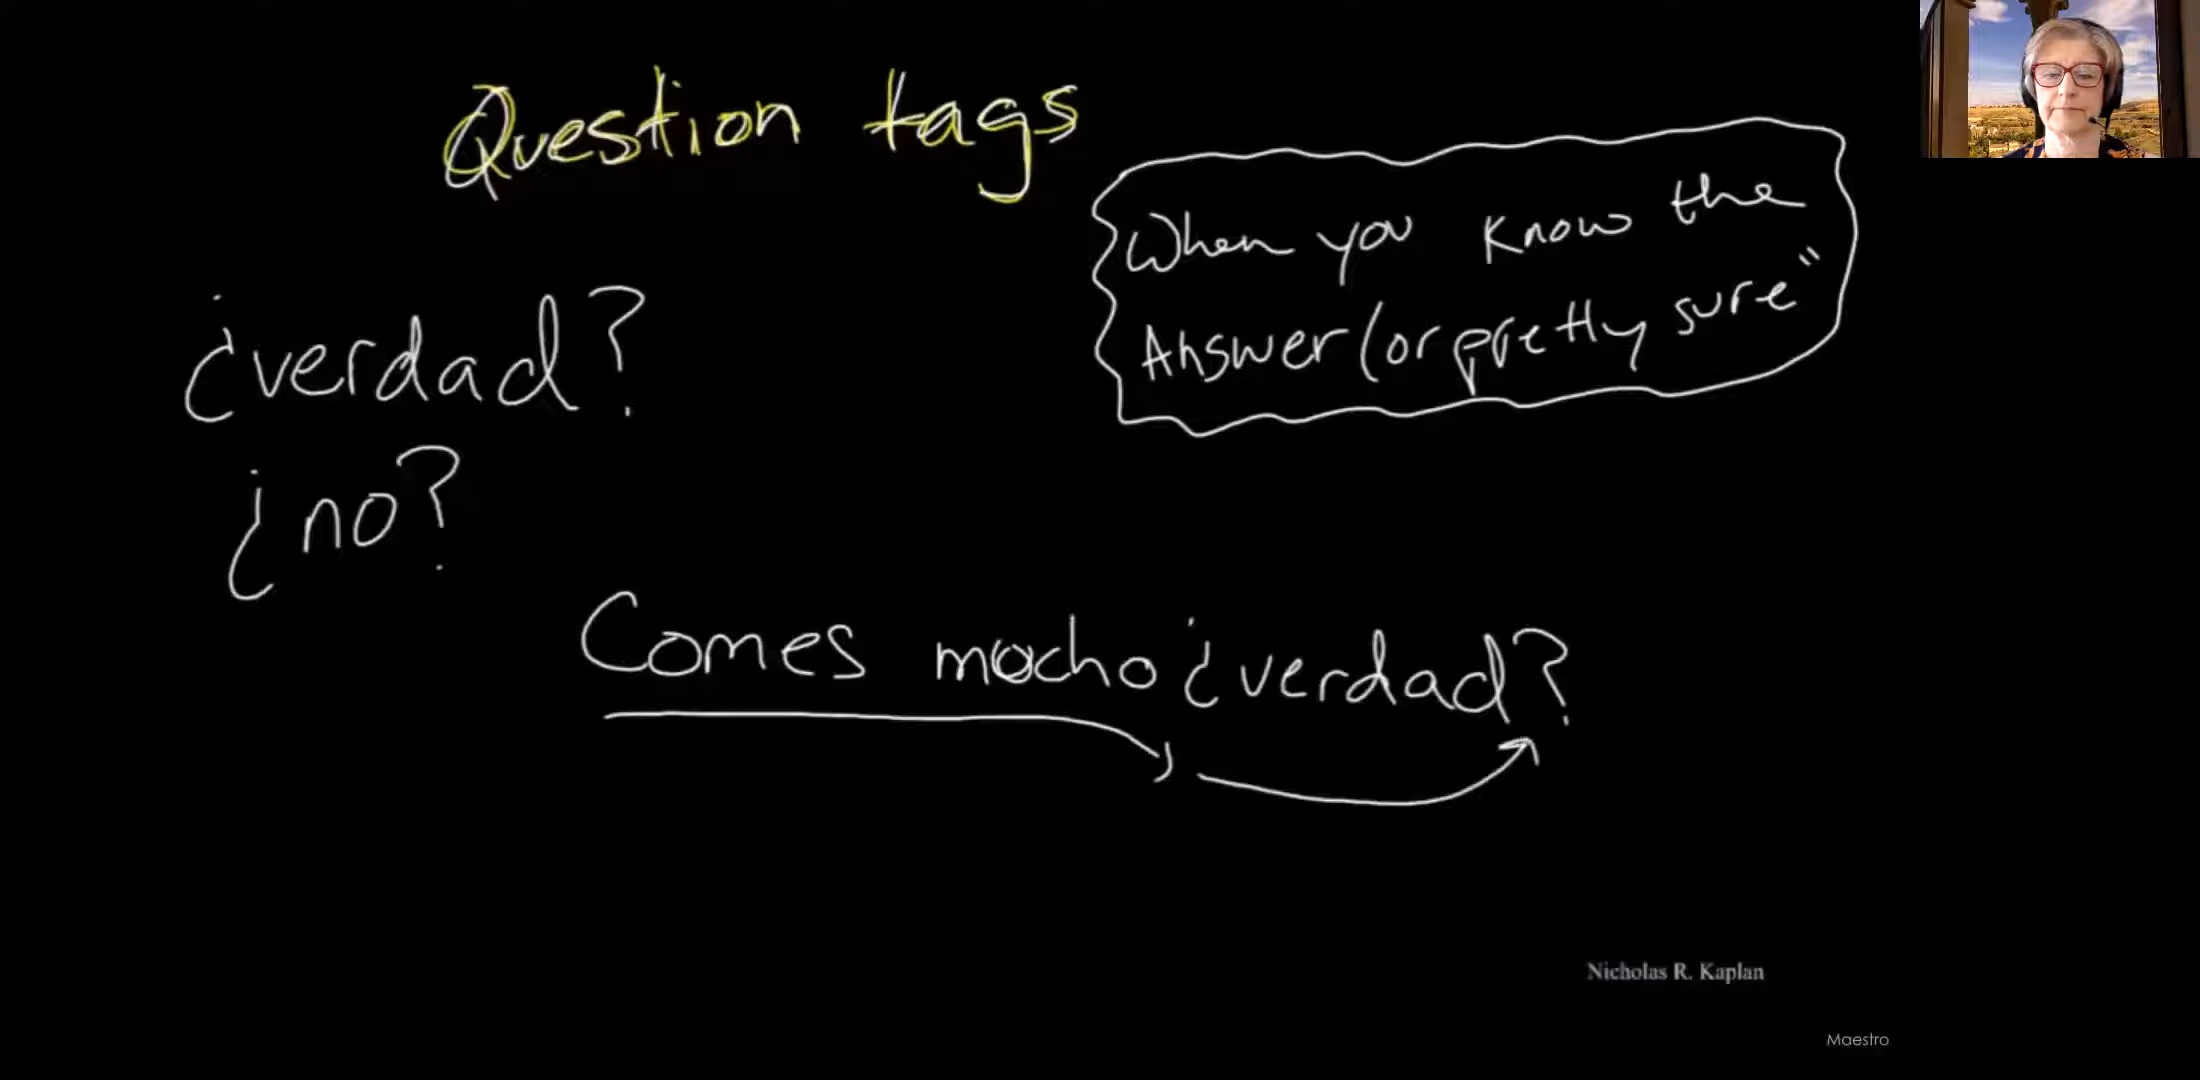 Question tags
When you know the
Answer (or pretty sure"
¿verdad?
¿no?
Comes mucho ¿verdad?
Nicholas R. Kaplan
Maestro